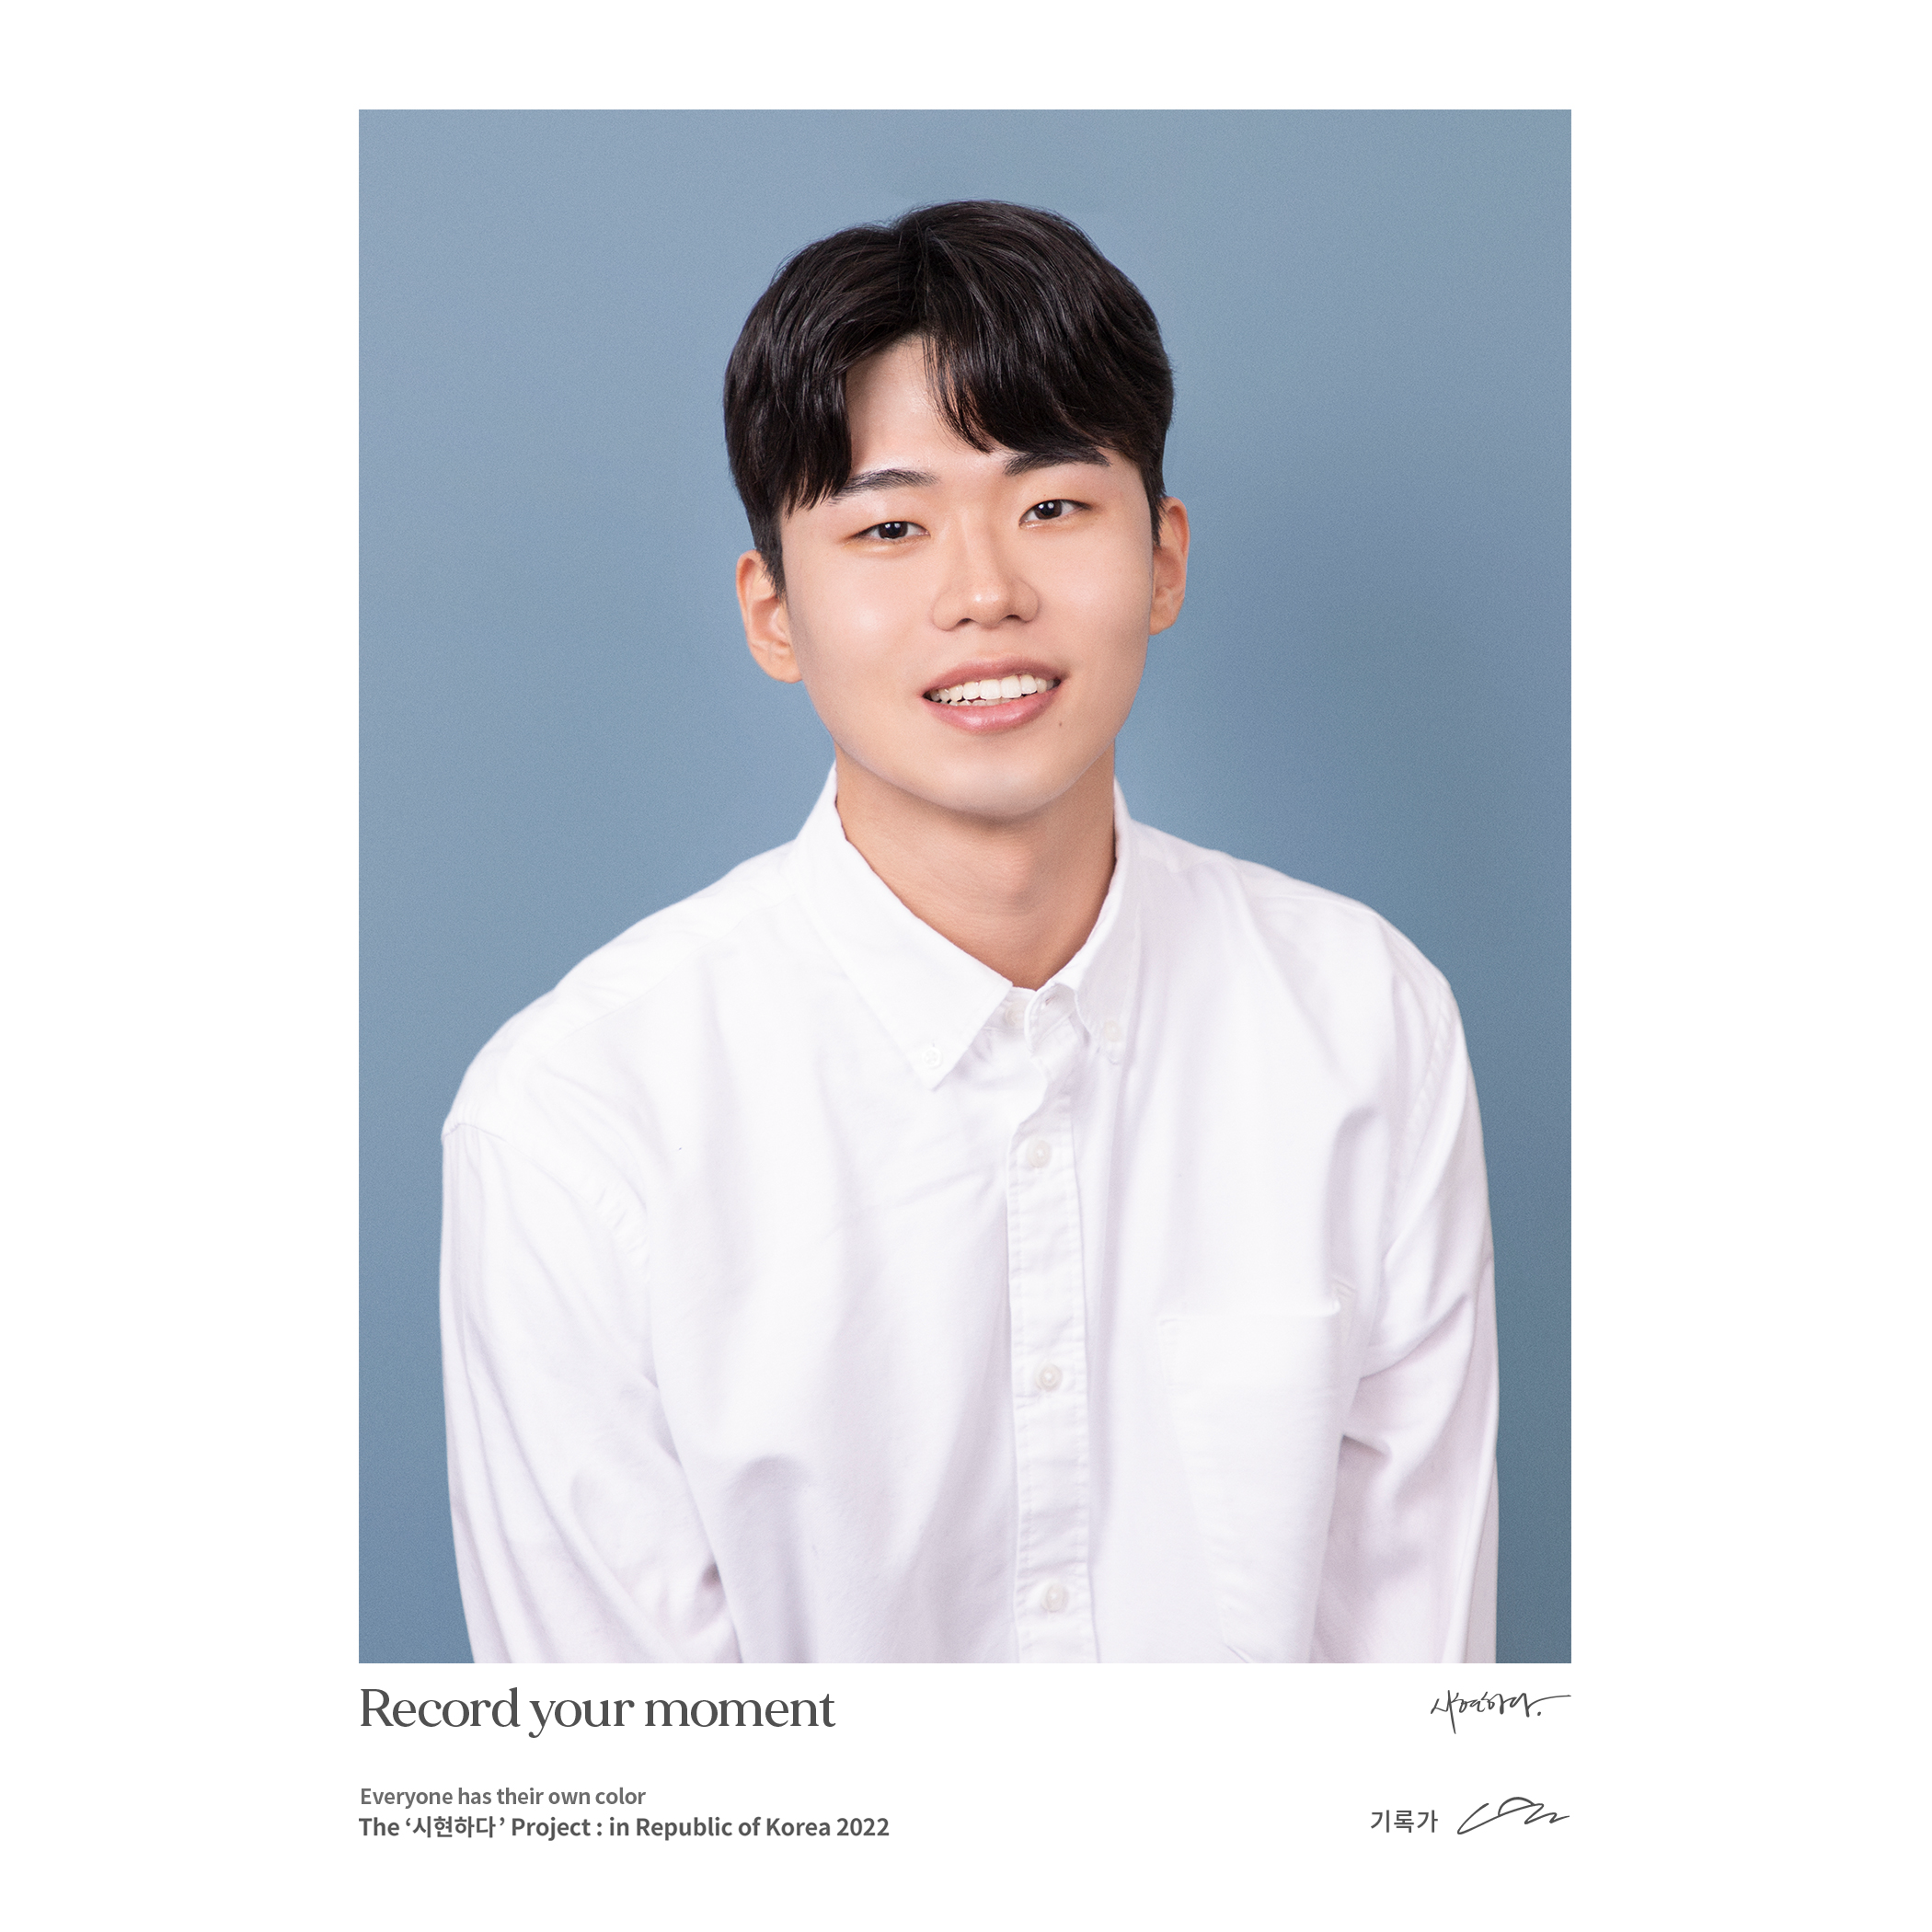 Record your moment
시현하다.
Everyone has their own color
The ‘시현하다’ Project : in Republic of Korea 2022
기록가